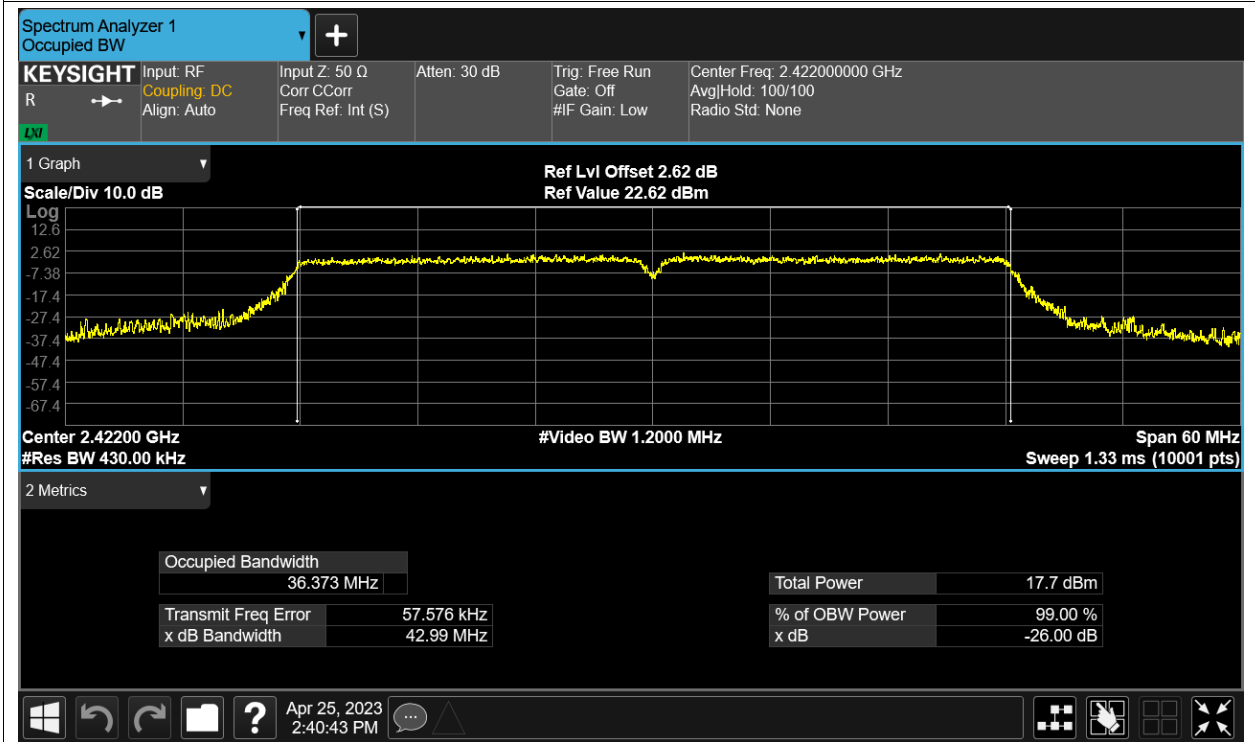 Spectrum Analyzer 1
Occupied BW
KEYSIGHT
R
LXI
Input: RF
Coupling: DC
Align: Auto
Input Z: 50 Ω
Corr CCorr
Freq Ref: Int (S)
Atten: 30 dB
Trig: Free Run
Gate: Off
#IF Gain: Low
Center Freq: 2.422000000 GHz
Avg|Hold: 100/100
Radio Std: None
1 Graph
Scale/Div 10.0 dB
Ref Lvl Offset 2.62 dB
Ref Value 22.62 dBm
Log
12.6
2.62
-7.38
-17.4
-27.4
-37.4
-47.4
-57.4
-67.4
Center 2.42200 GHz
#Video BW 1.2000 MHz
Span 60 MHz
#Res BW 430.00 kHz
Sweep 1.33 ms (10001 pts)
2 Metrics
Occupied Bandwidth
36.373 MHz
Transmit Freq Error 57.576 kHz
x dB Bandwidth 42.99 MHz
Total Power 17.7 dBm
% of OBW Power 99.00 %
x dB -26.00 dB
?
Apr 25, 2023
2:40:43 PM